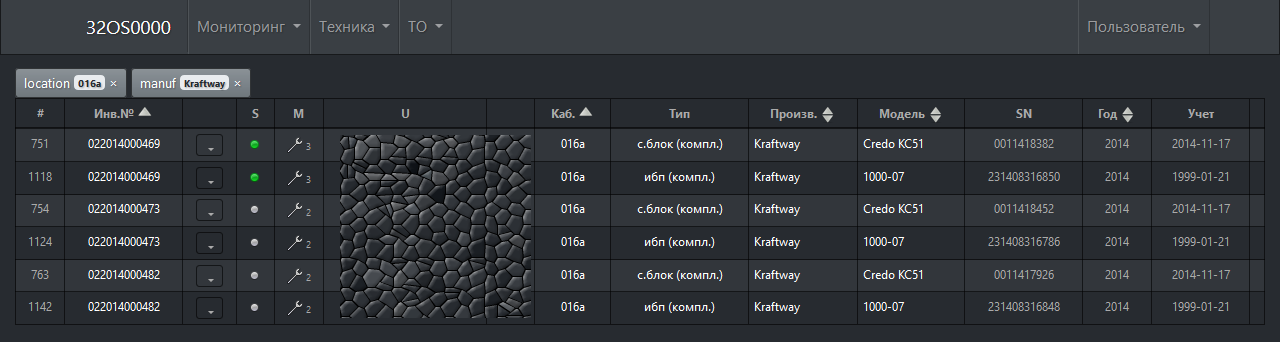 32OS0000 Мониторинг Техника ТО Пользователь
location 016а × manuf Kraftway ×
# Инв.№ S M U Каб. Тип Произв. Модель SN Год Учет
751 022014000469 3 016а с.блок (компл.) Kraftway Credo KC51 0011418382 2014 2014-11-17
1118 022014000469 3 016а ибп (компл.) Kraftway 1000-07 231408316850 2014 1999-01-21
754 022014000473 2 016а с.блок (компл.) Kraftway Credo KC51 0011418452 2014 2014-11-17
1124 022014000473 2 016а ибп (компл.) Kraftway 1000-07 231408316786 2014 1999-01-21
763 022014000482 2 016а с.блок (компл.) Kraftway Credo KC51 0011417926 2014 2014-11-17
1142 022014000482 2 016а ибп (компл.) Kraftway 1000-07 231408316848 2014 1999-01-21